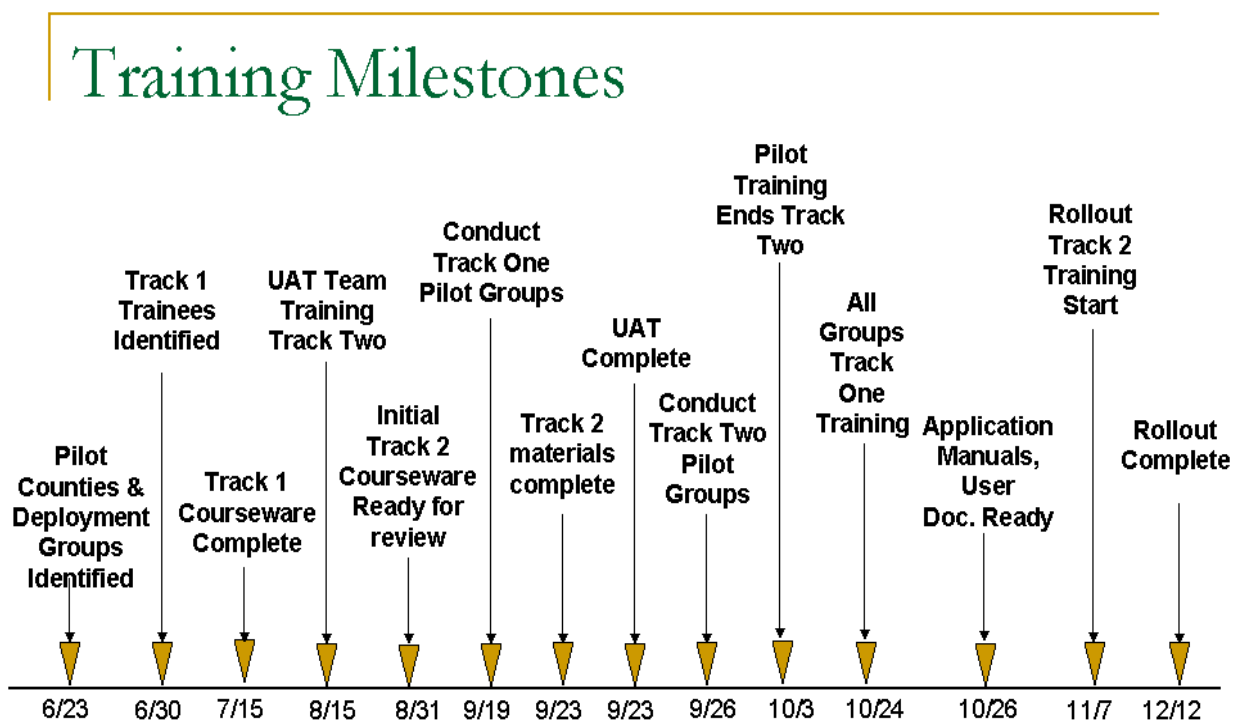 Training Milestones
Pilot
Counties &
Deployment
Groups
Identified
Track 1
Trainees
Identified
Track 1
Courseware
Complete
UAT Team
Training
Track Two
Initial
Track 2
Courseware
Ready for
review
Conduct
Track One
Pilot Groups
Track 2
materials
complete
UAT
Complete
Conduct
Track Two
Pilot
Groups
Pilot
Training
Ends Track
Two
All
Groups
Track
One
Training
Application
Manuals,
User
Doc. Ready
Rollout
Track 2
Training
Start
Rollout
Complete
6/23 6/30 7/15 8/15 8/31 9/19 9/23 9/23 9/26 10/3 10/24 10/26 11/7 12/12